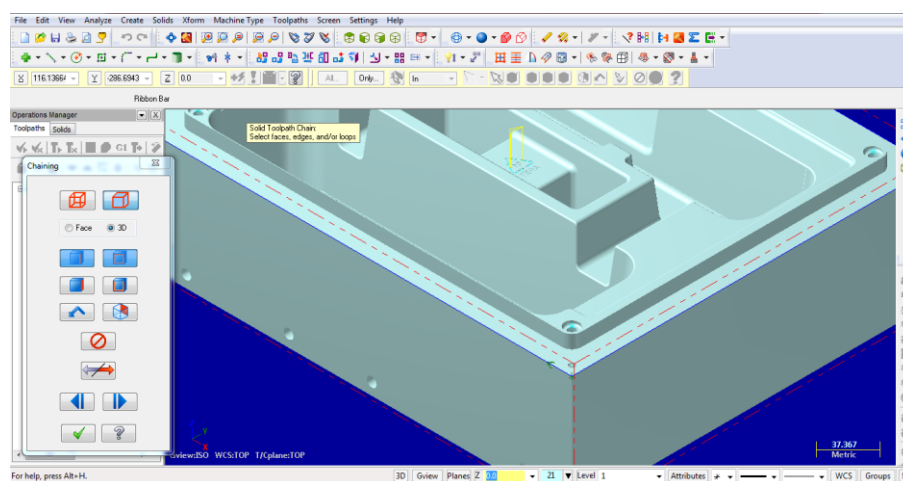 File Edit View Analyze Create Solids Xform Machine Type Toolpaths Screen Settings Help
X 116.1366 Y -286.6943 Z 0.0 All... Only... In
Ribbon Bar
Operations Manager
Toolpaths Solids
G1
Chaining
Face 3D
Solid Toolpath Chain:
Select faces, edges, and/or loops
Gview:ISO WCS:TOP T/Cplane:TOP
37.367
Metric
For help, press Alt+H.
3D Gview Planes Z 0.0 21 Level 1 Attributes WCS Groups